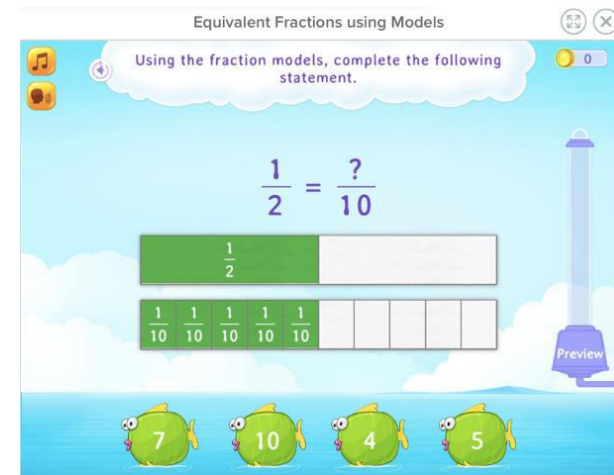 Equivalent Fractions using Models
Using the fraction models, complete the following
statement.
0
1/2 = ?/10
1/2
1/10 1/10 1/10 1/10 1/10
Preview
7 10 4 5